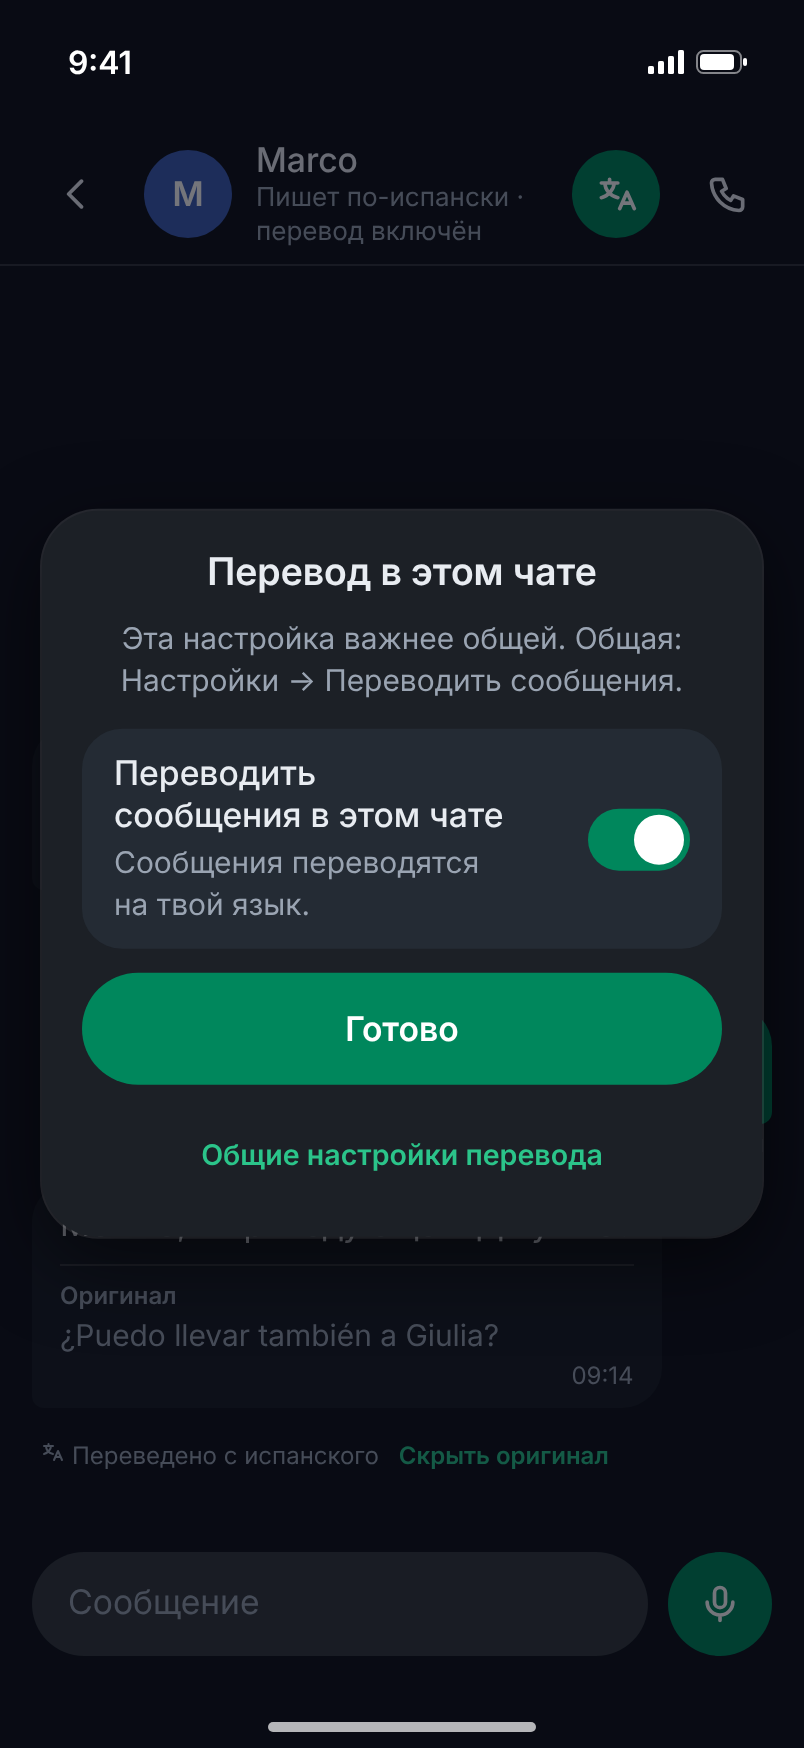 9:41
M
Marco
Пишет по-испански ·
перевод включён
Перевод в этом чате
Эта настройка важнее общей. Общая:
Настройки → Переводить сообщения.
Переводить
сообщения в этом чате
Сообщения переводятся
на твой язык.
Готово
Общие настройки перевода
Оригинал
¿Puedo llevar también a Giulia?
09:14
Переведено с испанского Скрыть оригинал
Сообщение